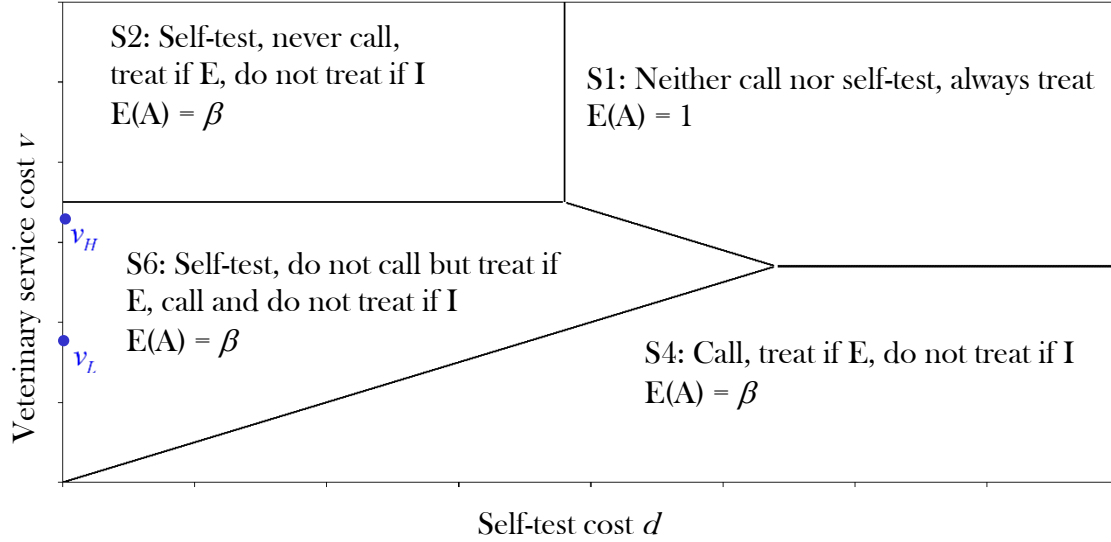 S2: Self-test, never call,
treat if E, do not treat if I
E(A) = β
S1: Neither call nor self-test, always treat
E(A) = 1
Veterinary service cost v
v_H
S6: Self-test, do not call but treat if
E, call and do not treat if I
E(A) = β
v_L
S4: Call, treat if E, do not treat if I
E(A) = β
Self-test cost d